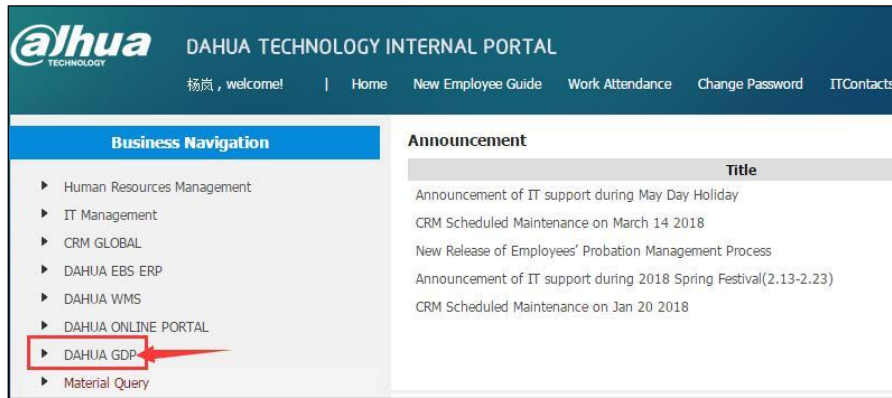 alhua
TECHNOLOGY
DAHUA TECHNOLOGY INTERNAL PORTAL
杨岚 , welcome! | Home New Employee Guide Work Attendance Change Password ITContacts
Business Navigation
Human Resources Management
IT Management
CRM GLOBAL
DAHUA EBS ERP
DAHUA WMS
DAHUA ONLINE PORTAL
DAHUA GDP
Material Query
Announcement
Title
Announcement of IT support during May Day Holiday
CRM Scheduled Maintenance on March 14 2018
New Release of Employees' Probation Management Process
Announcement of IT support during 2018 Spring Festival(2.13-2.23)
CRM Scheduled Maintenance on Jan 20 2018